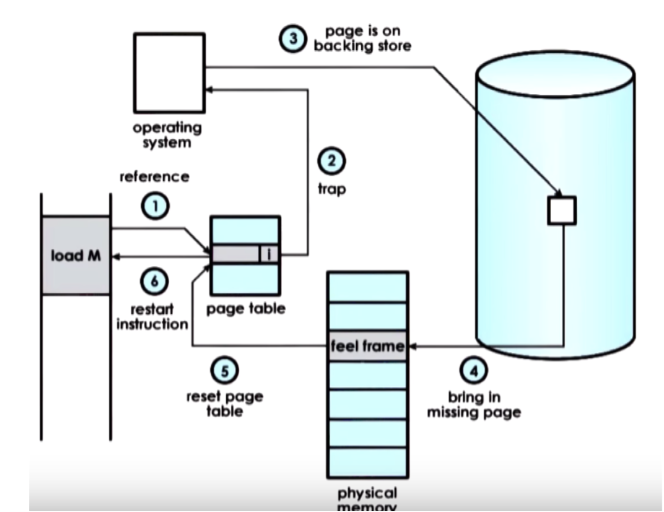 3
page is on
backing store
operating
system
2
trap
reference
1
load M
i
6
restart
instruction
page table
feel frame
5
reset page
table
4
bring in
missing page
physical
memory